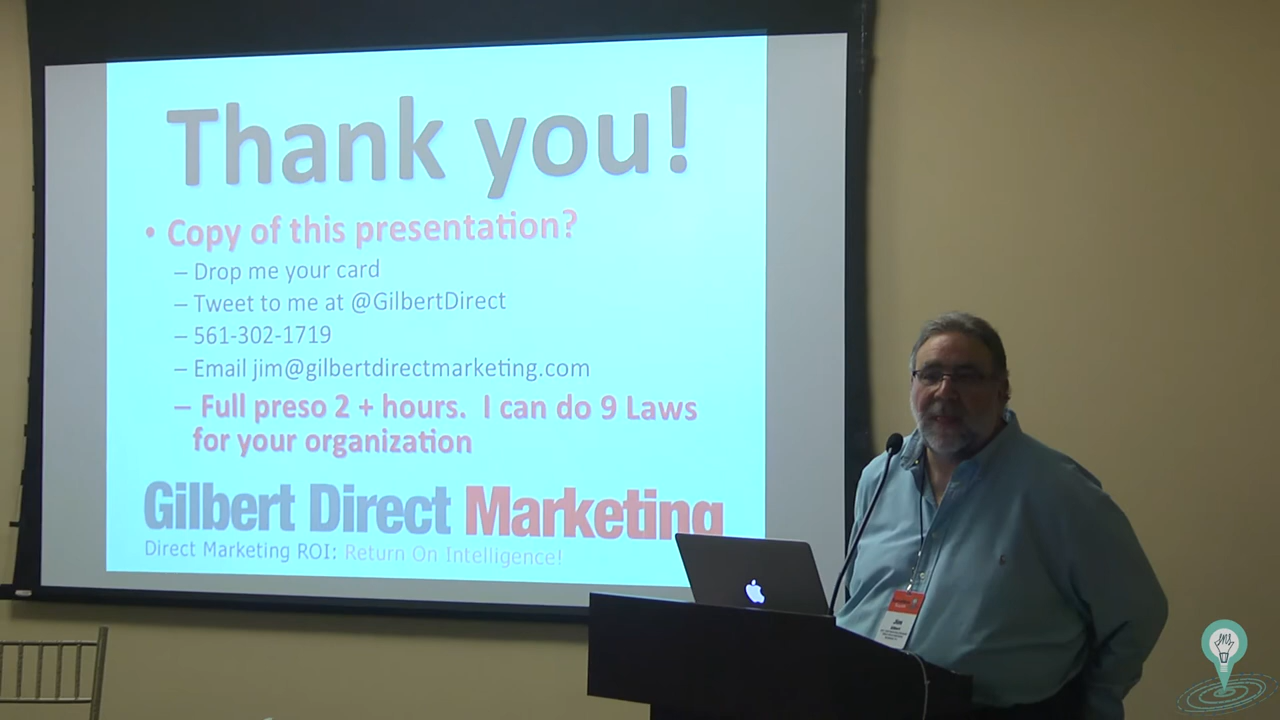 Thank you!
• Copy of this presentation?
– Drop me your card
– Tweet to me at @GilbertDirect
– 561-302-1719
– Email jim@gilbertdirectmarketing.com
– Full preso 2 + hours. I can do 9 Laws
for your organization
Gilbert Direct Marketing
Direct Marketing ROI: Return On Intelligence!
Jim